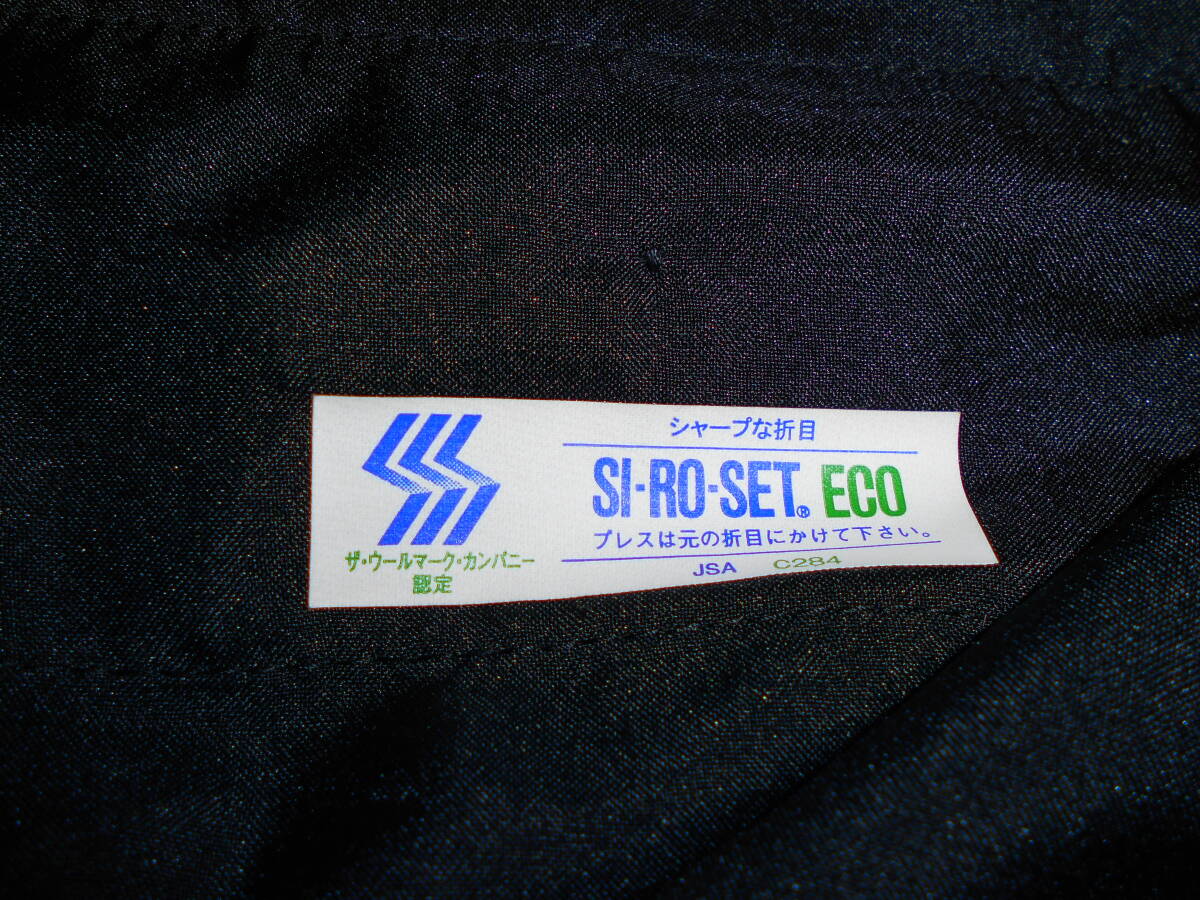 シャープな折目
SI-RO-SET® ECO
プレスは元の折目にかけて下さい。
JSA C284
ザ・ウールマーク・カンパニー
認定